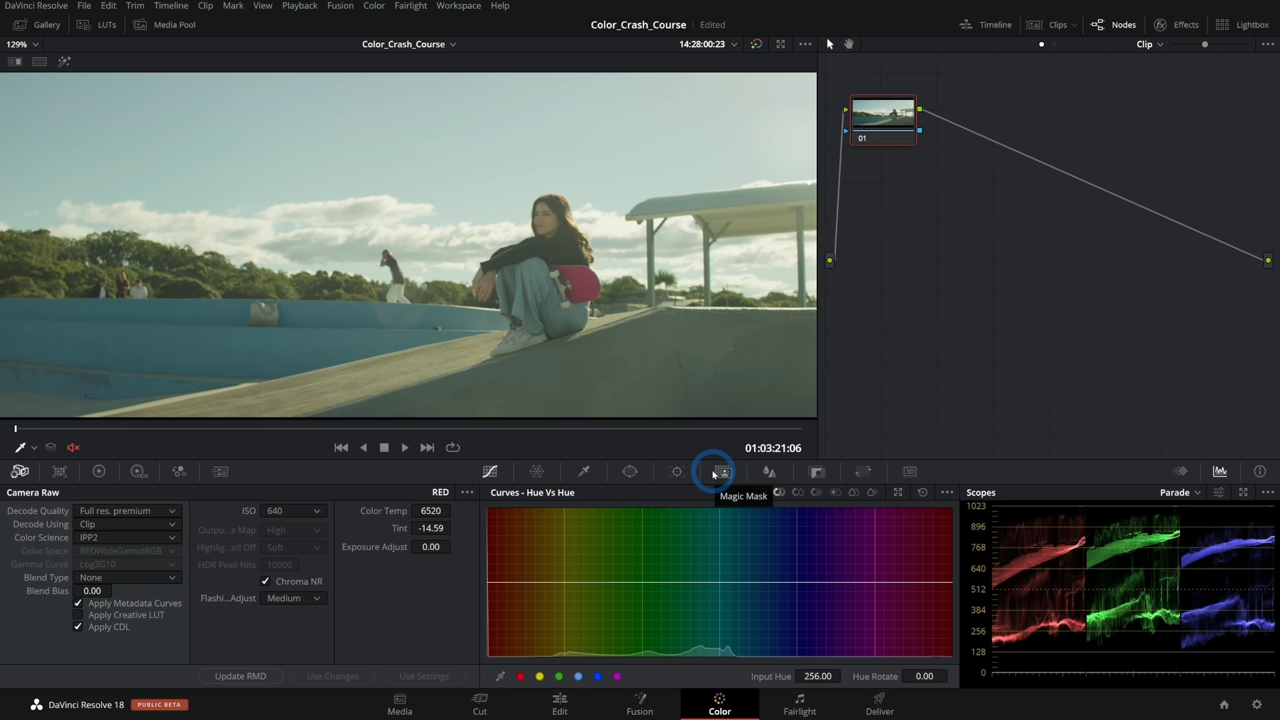 DaVinci Resolve File Edit Trim Timeline Clip Mark View Playback Fusion Color Fairlight Workspace Help
Gallery LUTs Media Pool Color_Crash_Course Edited Timeline Clips Nodes Effects Lightbox
129% Color_Crash_Course 14:28:00:23 Clip
01
01:03:21:06
Camera Raw RED Curves - Hue Vs Hue Magic Mask Scopes Parade
Decode Quality Full res. premium
Decode Using Clip
Color Science IPP2
Color Space REDWideGamutRGB
Gamma Curve Log3G10
Blend Type None
Blend Bias 0.00
Apply Metadata Curves
Apply Creative LUT
Apply CDL
ISO 640
Outpu...e Map High
Highlig...oll Off Soft
HDR Peak Nits 10000
Chroma NR
Flashi...Adjust Medium
Color Temp 6520
Tint -14.59
Exposure Adjust 0.00
1023
896
768
640
512
384
256
128
0
Update RMD Use Changes Use Settings Input Hue 256.00 Hue Rotate 0.00
DaVinci Resolve 18 PUBLIC BETA Media Cut Edit Fusion Color Fairlight Deliver